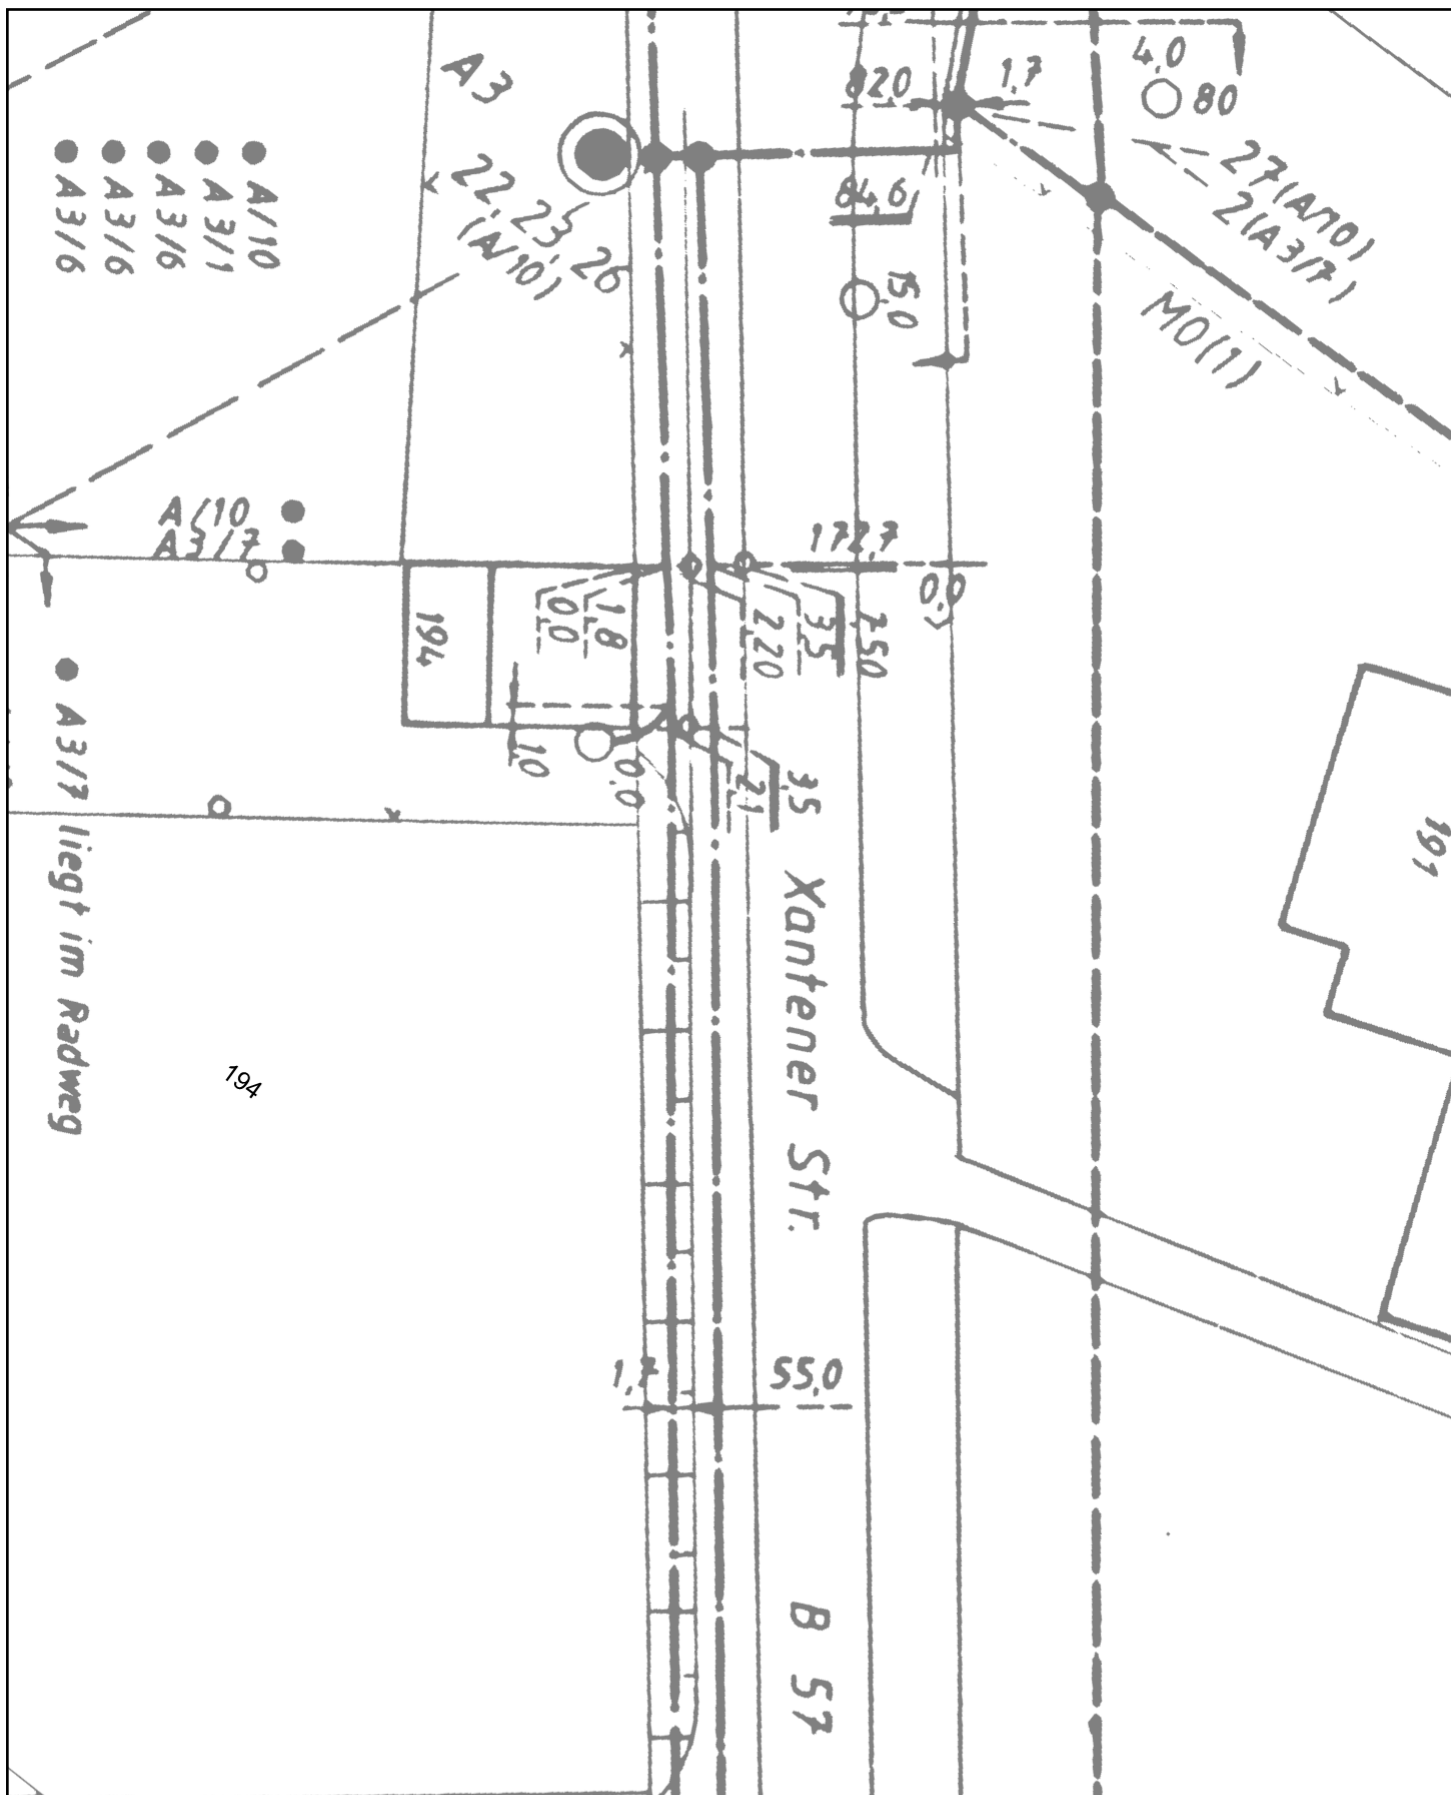 4,0
80
82,0
1,7
A3
27(A/10)
2(A3/7)
84,6
22, 23, 26
(A/10)
● A/10
● A3/1
● A3/6
● A3/6
● A3/6
15,0
M0(1)
A/10 ●
A3/7 ●
172,7
0,0
0,0
1,8
2,20
3,5
7,50
194
1,0
0,0
2,1
3,5
● A3/7 liegt im Radweg
191
Xantener Str.
194
1,7
55,0
B 57